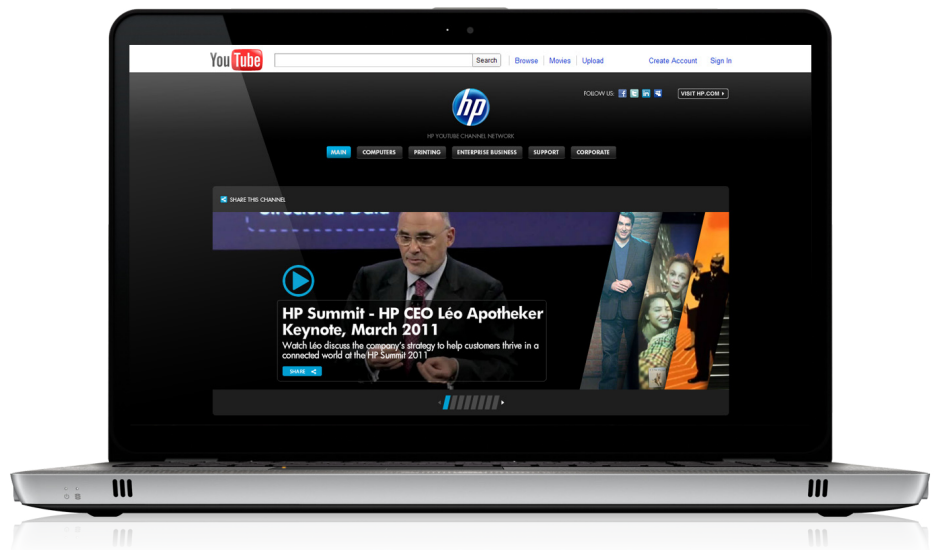 YouTube
Search Browse Movies Upload Create Account Sign In
FOLLOW US: VISIT HP.COM
hp
HP YOUTUBE CHANNEL NETWORK
MAIN COMPUTERS PRINTING ENTERPRISE BUSINESS SUPPORT CORPORATE
SHARE THIS CHANNEL
Structured Data
HP Summit - HP CEO Léo Apotheker
Keynote, March 2011
Watch Léo discuss the company's strategy to help customers thrive in a
connected world at the HP Summit 2011
SHARE